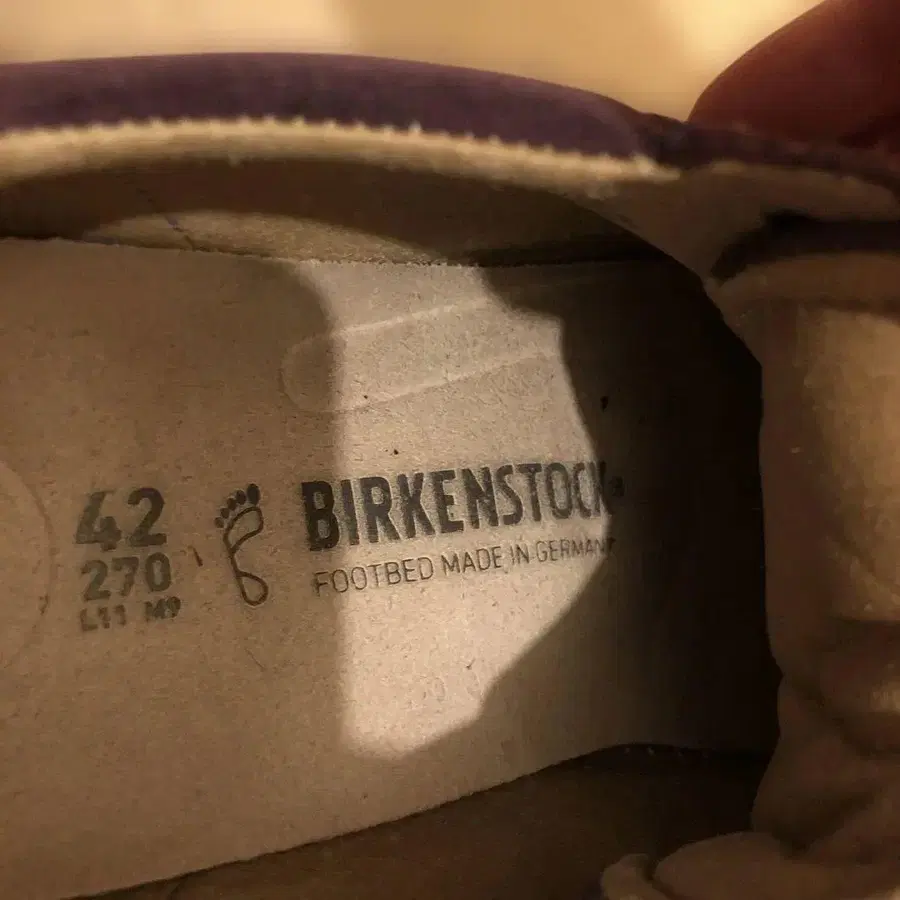 42
270
L11 M9
BIRKENSTOCK®
FOOTBED MADE IN GERMANY